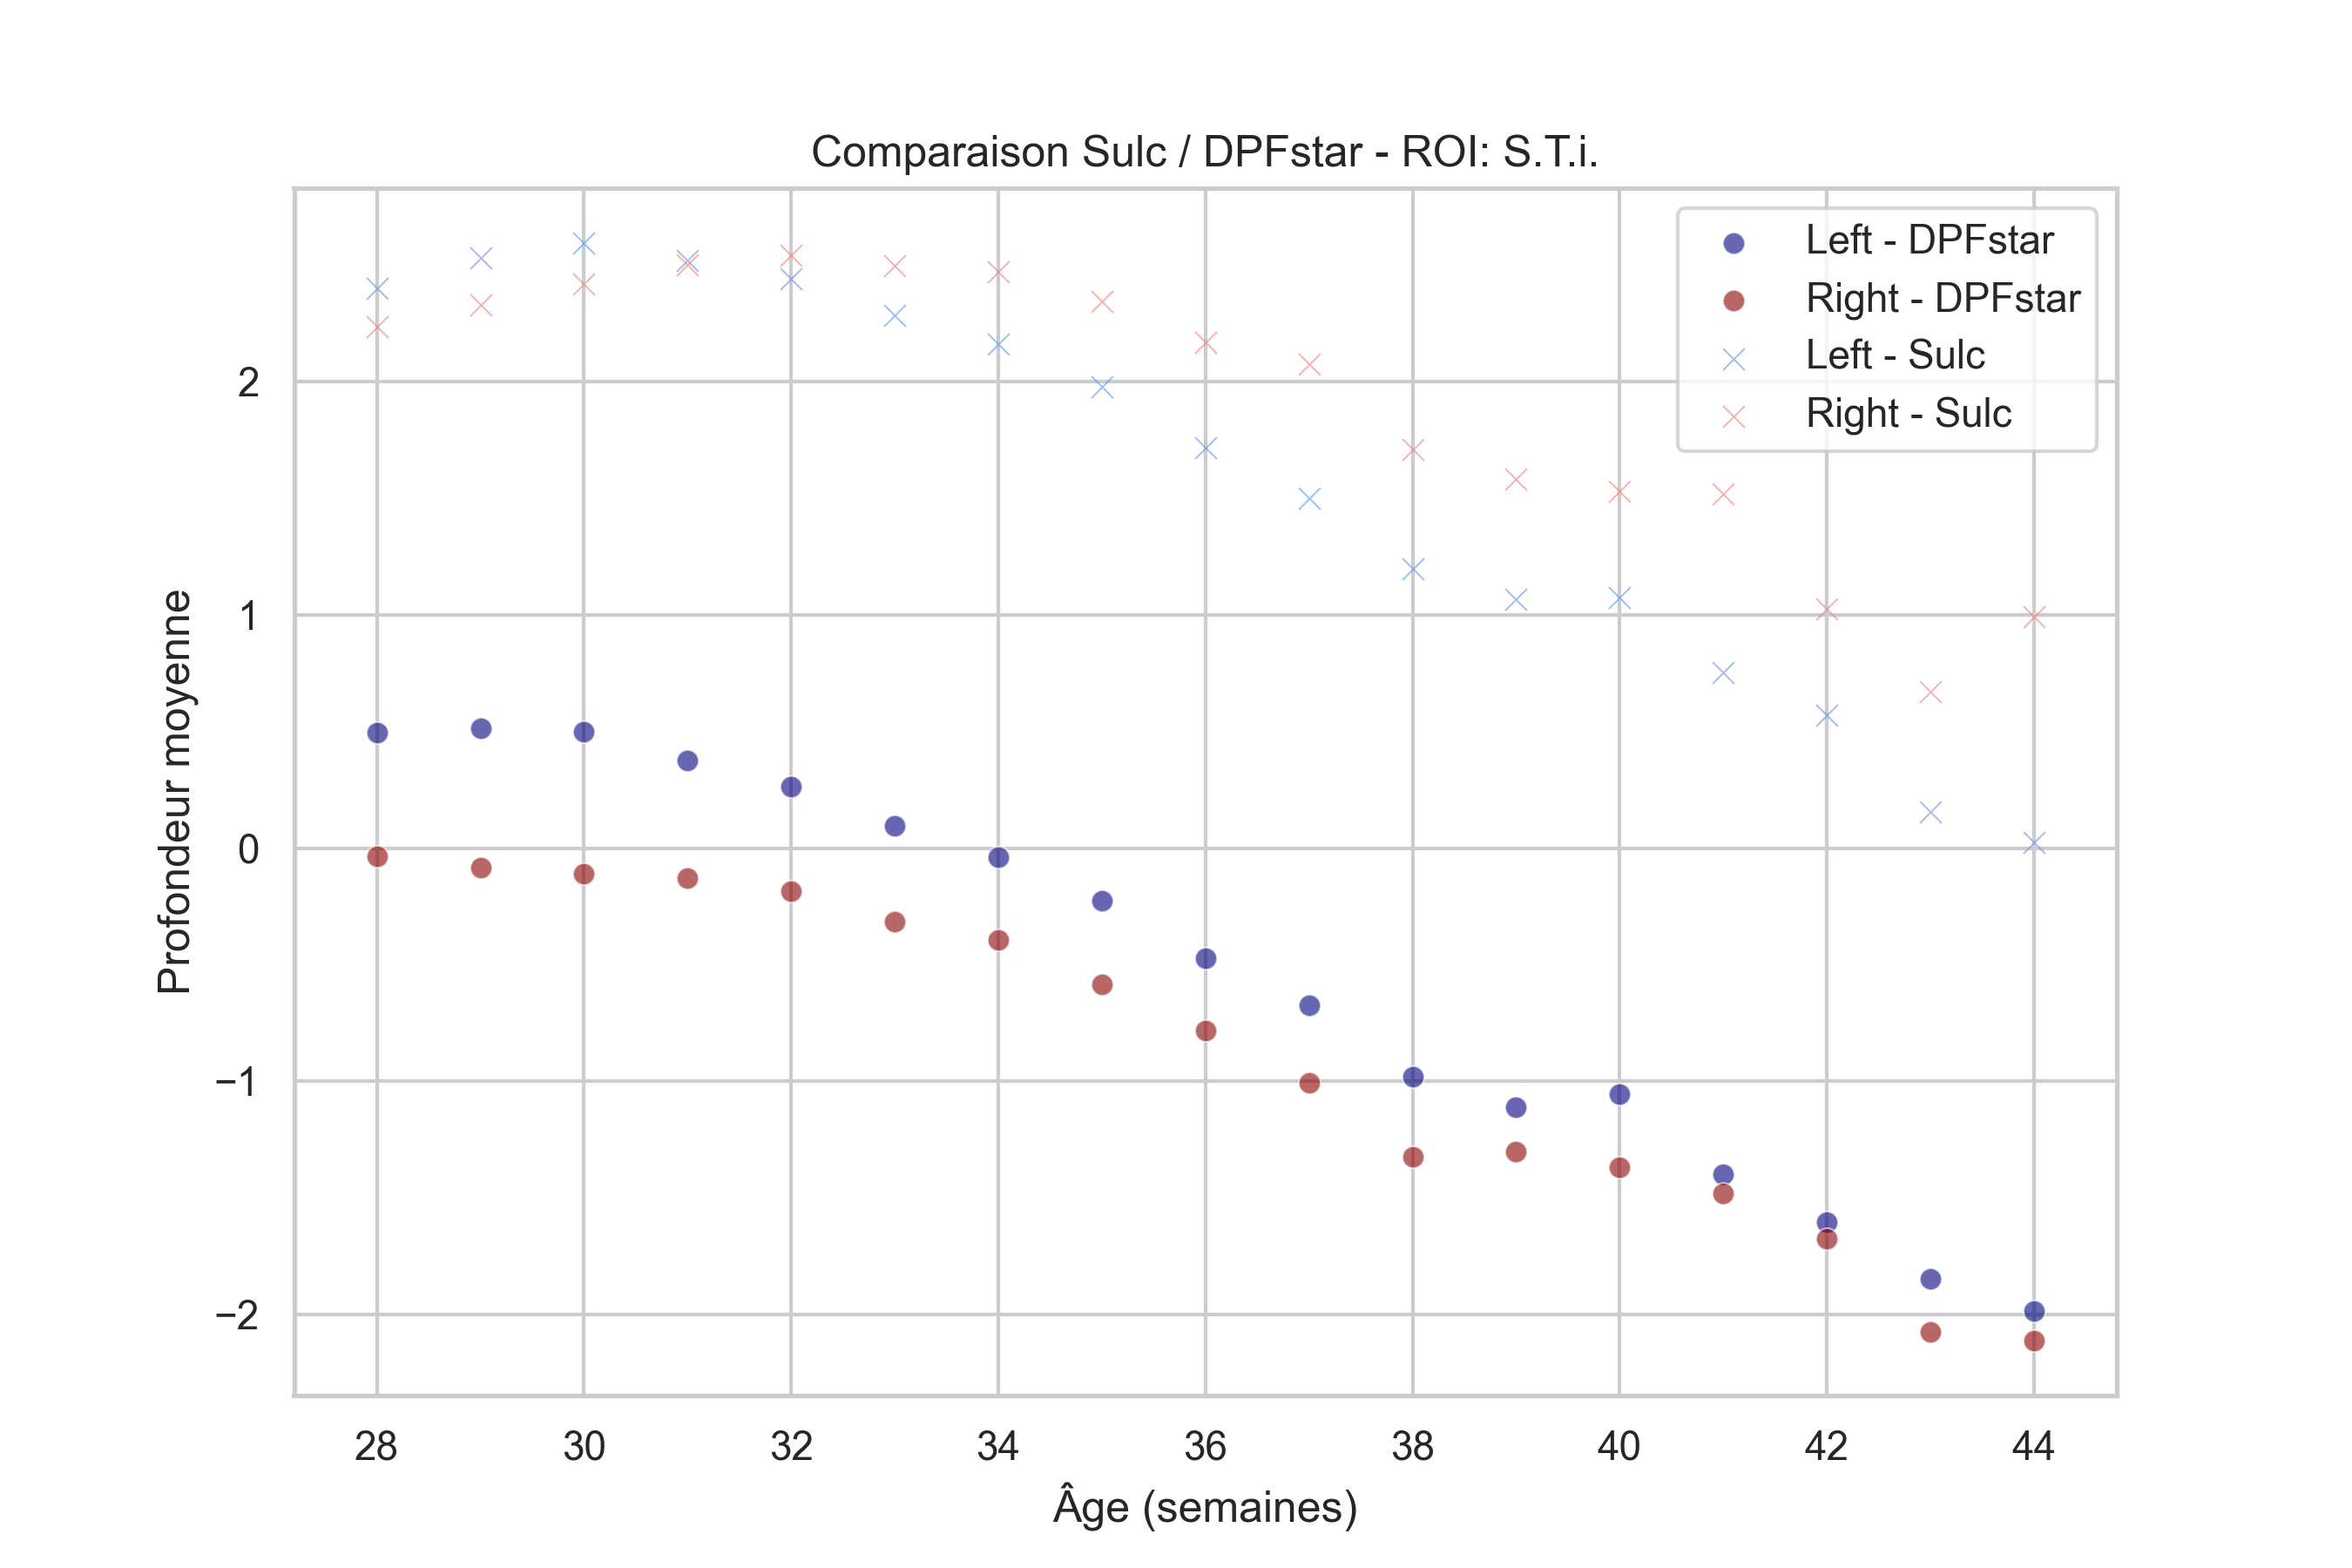 Comparaison Sulc / DPFstar - ROI: S.T.i.
Left - DPFstar
Right - DPFstar
Left - Sulc
Right - Sulc
Profondeur moyenne
2
1
0
−1
−2
28 30 32 34 36 38 40 42 44
Âge (semaines)